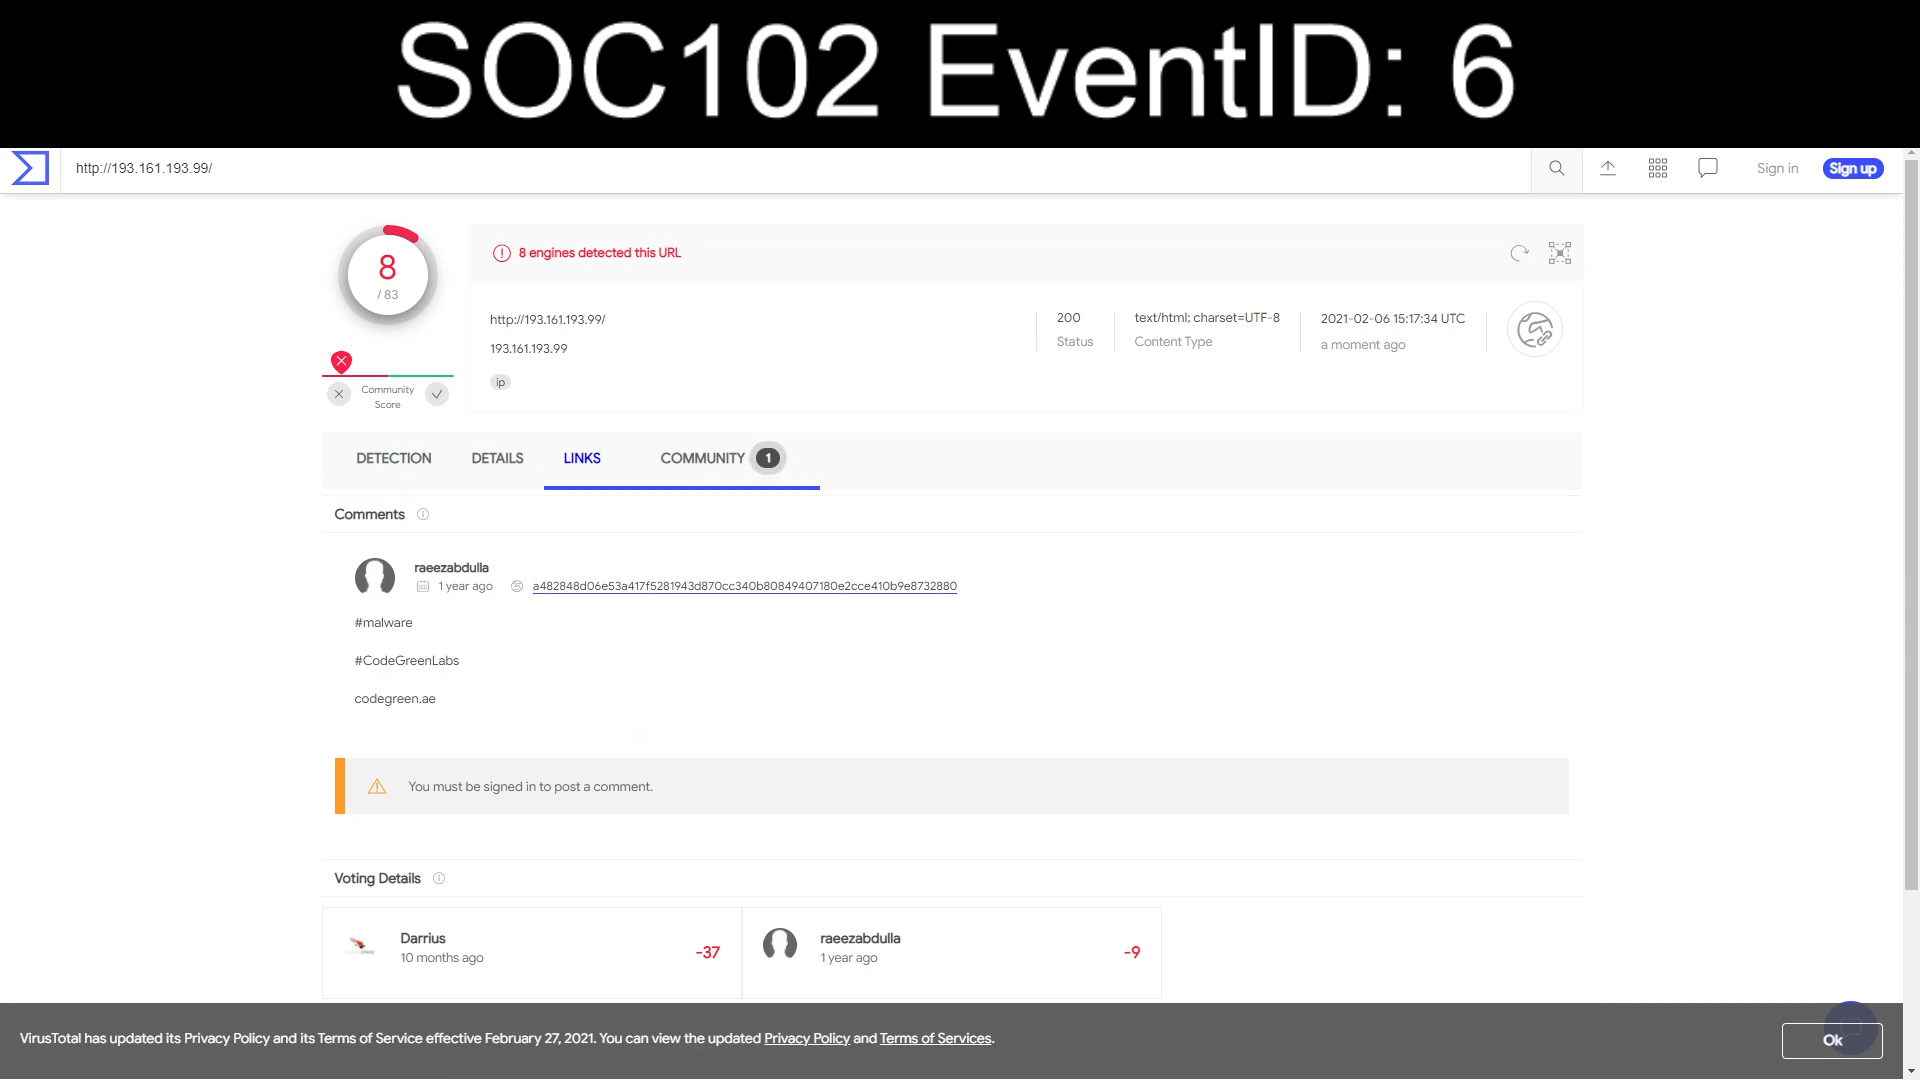 SOC102 EventID: 6
http://193.161.193.99/
Sign in
Sign up
8
/ 83
8 engines detected this URL
http://193.161.193.99/
193.161.193.99
ip
200
Status
text/html; charset=UTF-8
Content Type
2021-02-06 15:17:34 UTC
a moment ago
Community
Score
DETECTION
DETAILS
LINKS
COMMUNITY
1
Comments
raeezabdulla
1 year ago
a482848d06e53a417f5281943d870cc340b80849407180e2cce410b9e8732880
#malware
#CodeGreenLabs
codegreen.ae
You must be signed in to post a comment.
Voting Details
Darrius
10 months ago
-37
raeezabdulla
1 year ago
-9
VirusTotal has updated its Privacy Policy and its Terms of Service effective February 27, 2021. You can view the updated Privacy Policy and Terms of Services.
Ok